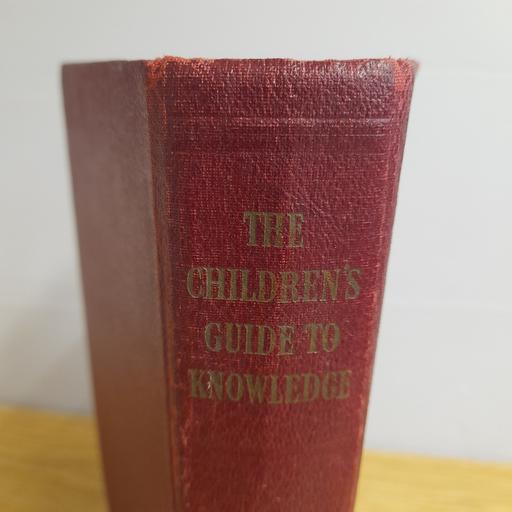 THE
CHILDREN'S
GUIDE TO
KNOWLEDGE